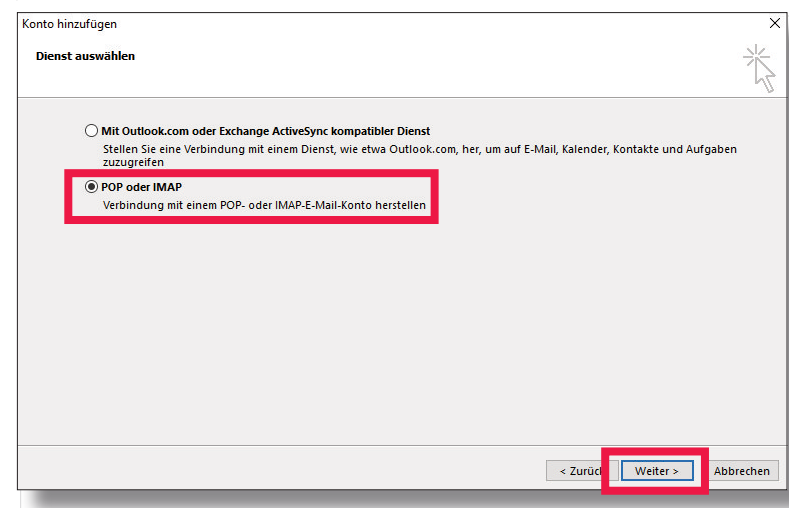 Konto hinzufügen
Dienst auswählen
Mit Outlook.com oder Exchange ActiveSync kompatibler Dienst
Stellen Sie eine Verbindung mit einem Dienst, wie etwa Outlook.com, her, um auf E-Mail, Kalender, Kontakte und Aufgaben
zuzugreifen
POP oder IMAP
Verbindung mit einem POP- oder IMAP-E-Mail-Konto herstellen
< Zurück Weiter > Abbrechen